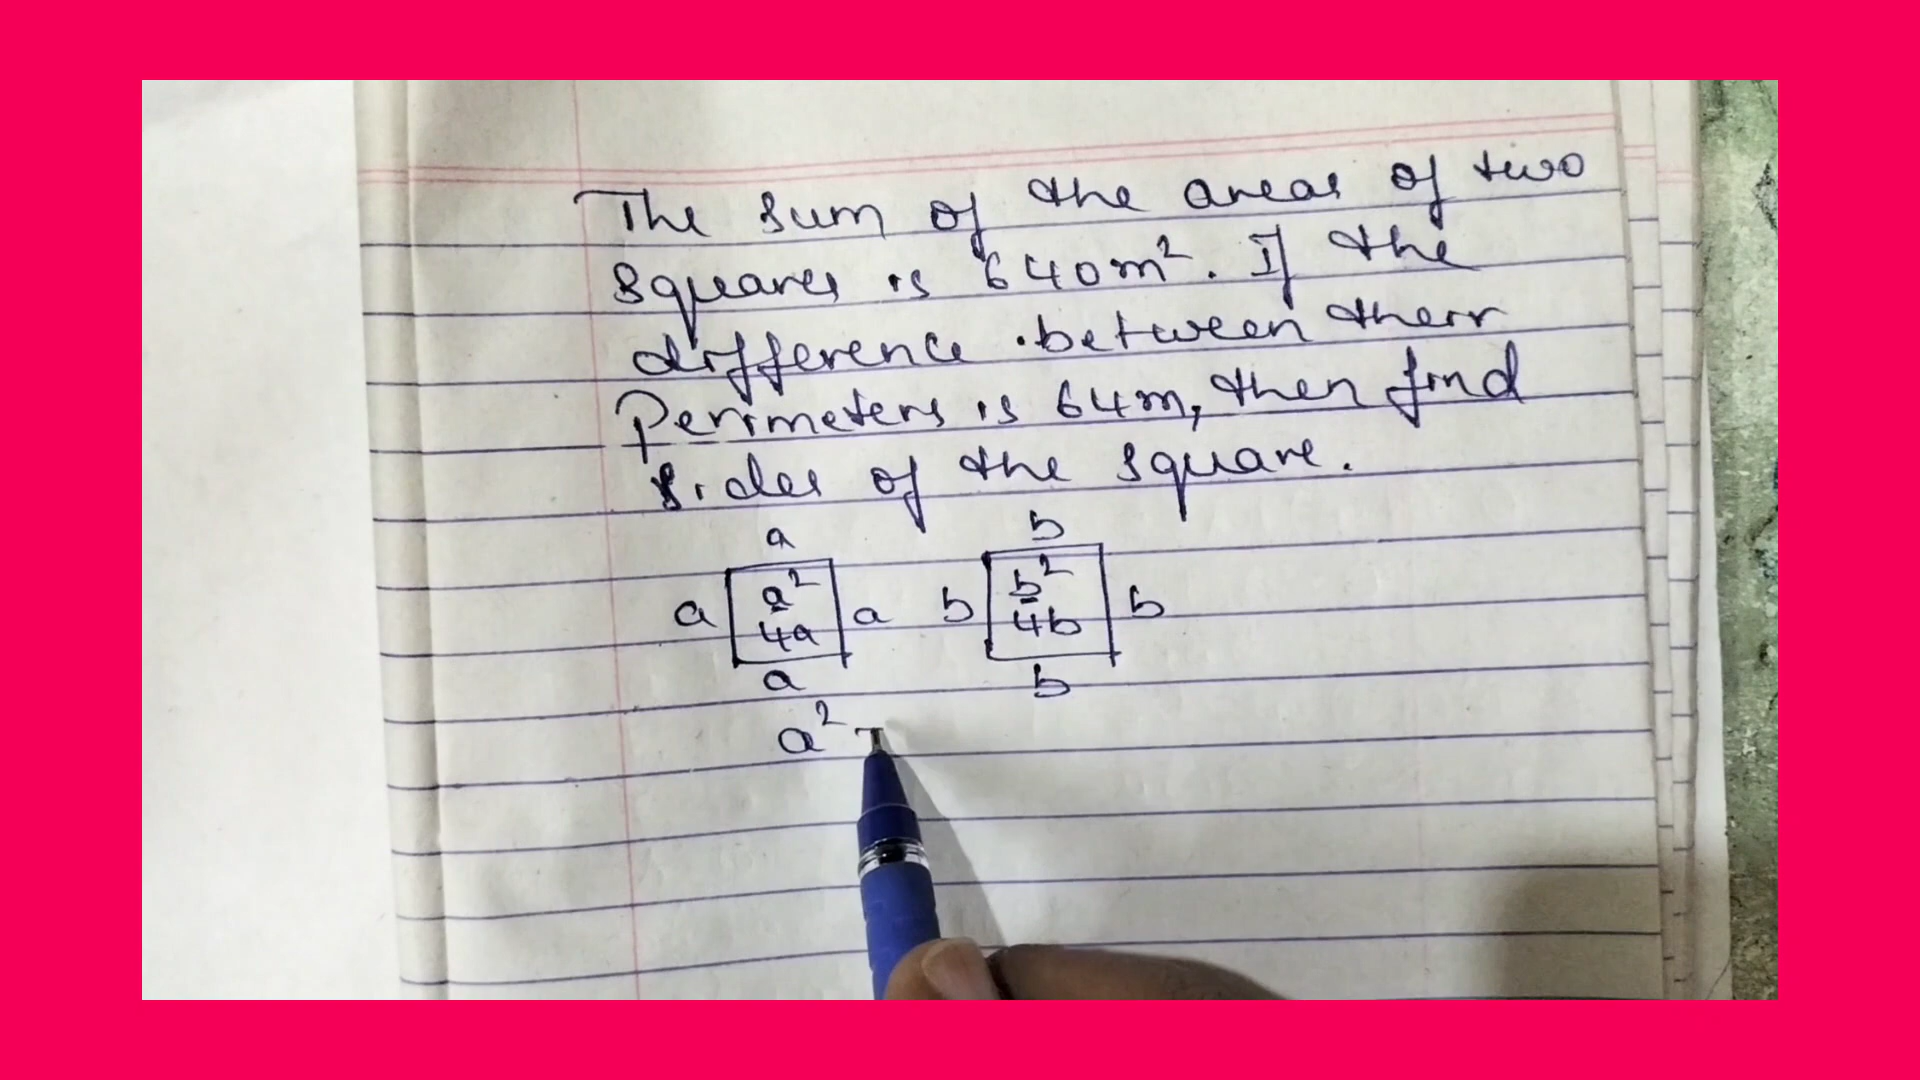 The sum of the areas of two
squares is 640m². If the
difference between their
Perimeters is 64m, then find
sides of the square.
a b
a a² a b b² b
4a 4b
a b
a²